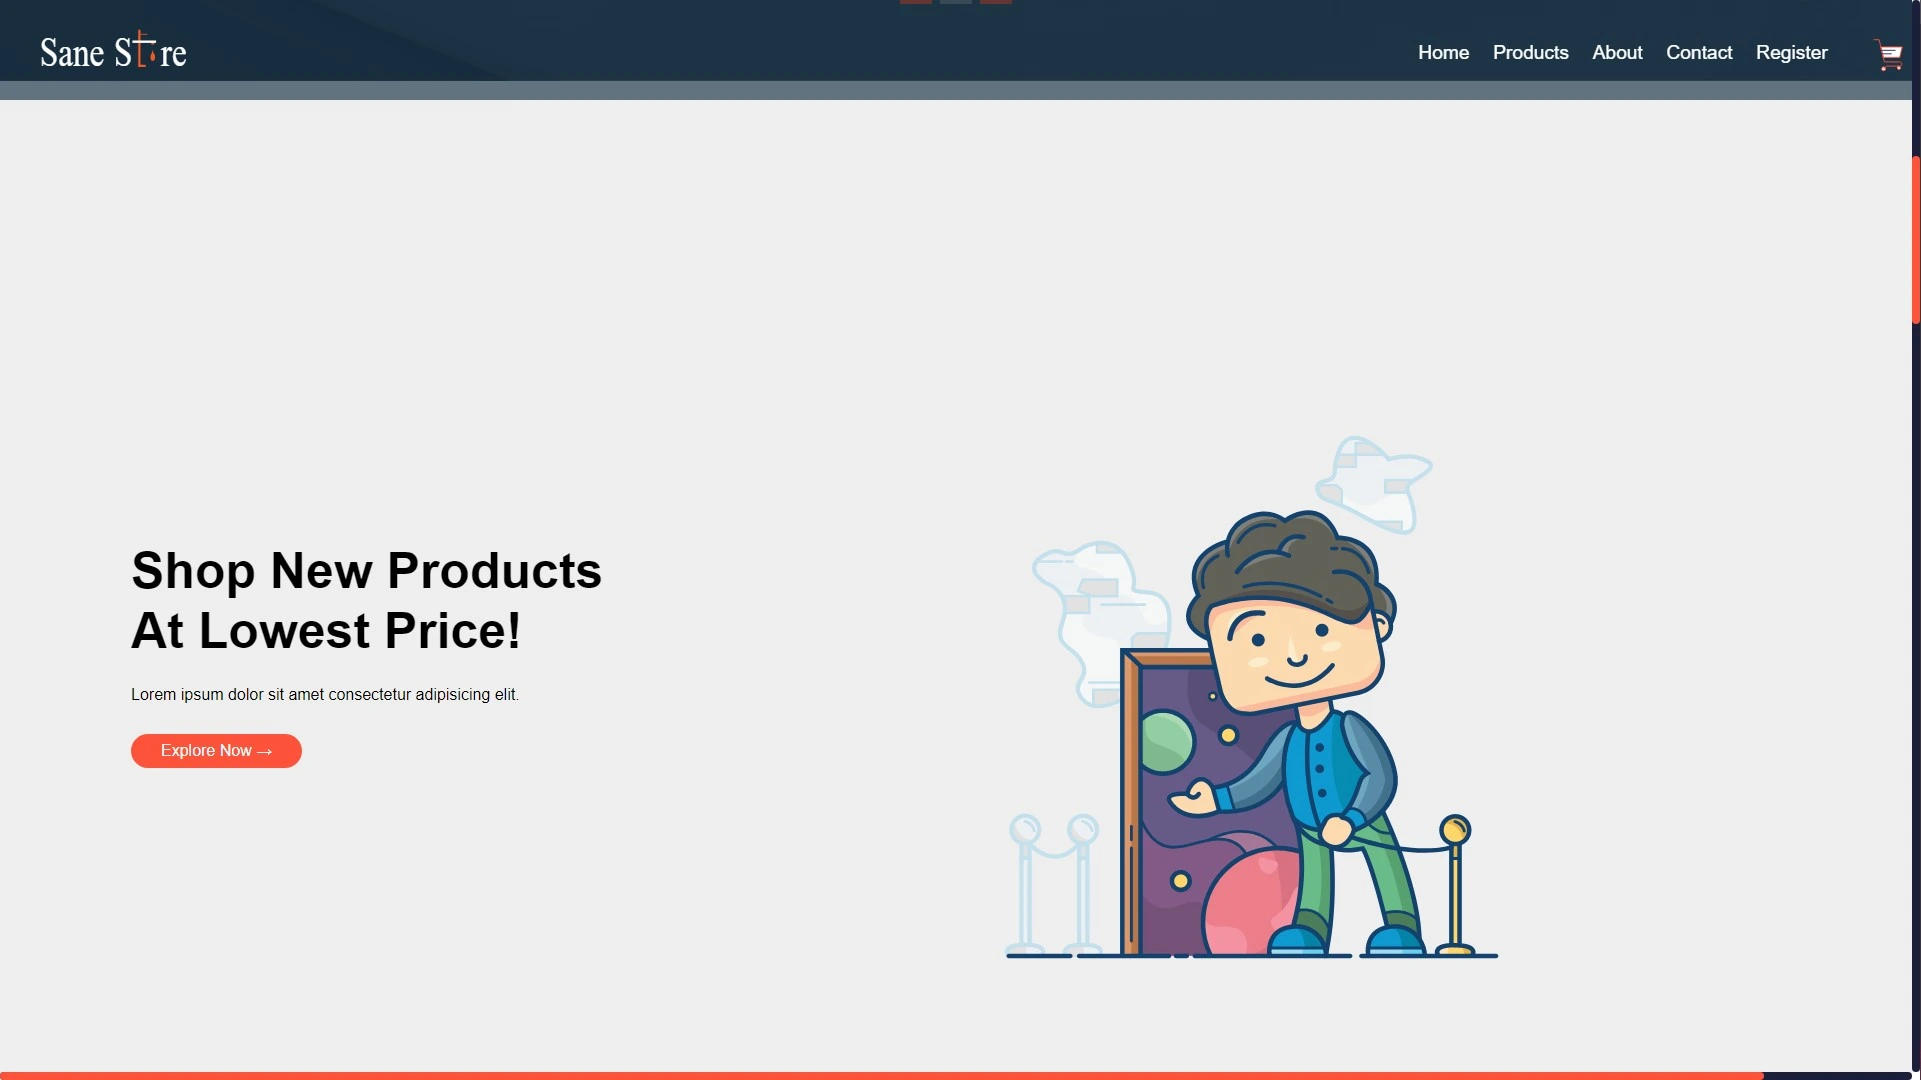 Sane Store
Home Products About Contact Register
Shop New Products
At Lowest Price!
Lorem ipsum dolor sit amet consectetur adipisicing elit.
Explore Now →